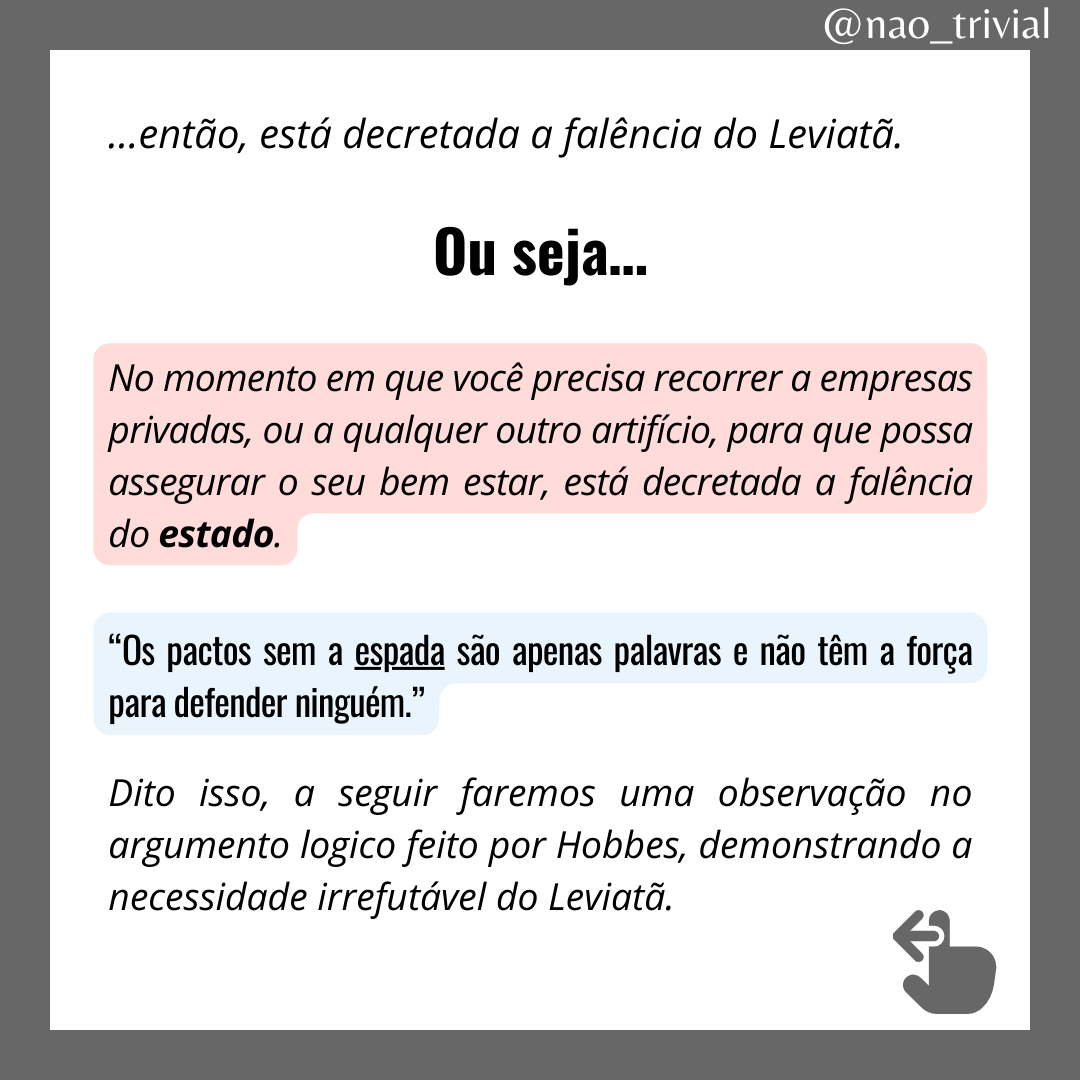 @nao_trivial
...então, está decretada a falência do Leviatã.
Ou seja...
No momento em que você precisa recorrer a empresas
privadas, ou a qualquer outro artifício, para que possa
assegurar o seu bem estar, está decretada a falência
do estado.
“Os pactos sem a espada são apenas palavras e não têm a força
para defender ninguém.”
Dito isso, a seguir faremos uma observação no
argumento logico feito por Hobbes, demonstrando a
necessidade irrefutável do Leviatã.